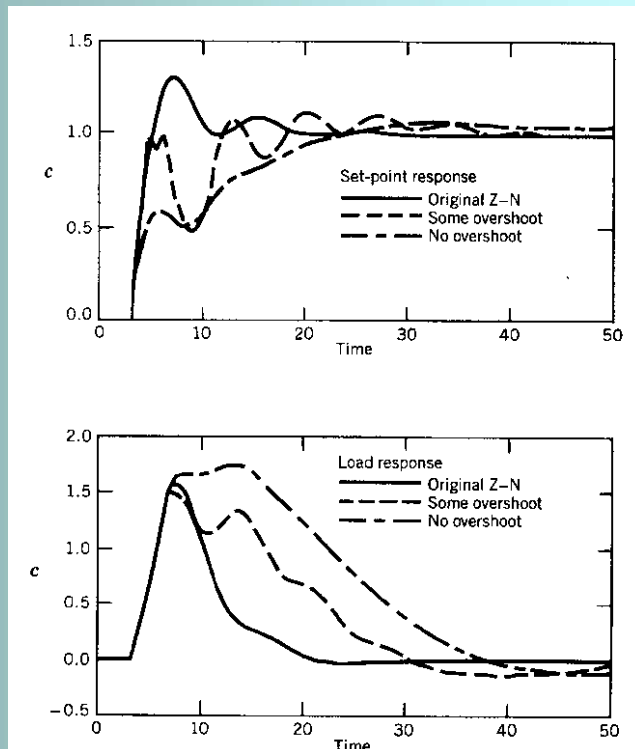 1.5
1.0
c
0.5
0.0
Set-point response
Original Z–N
Some overshoot
No overshoot
0 10 20 30 40 50
Time
2.0
1.5
1.0
c
0.5
0.0
−0.5
Load response
Original Z–N
Some overshoot
No overshoot
0 10 20 30 40 50
Time